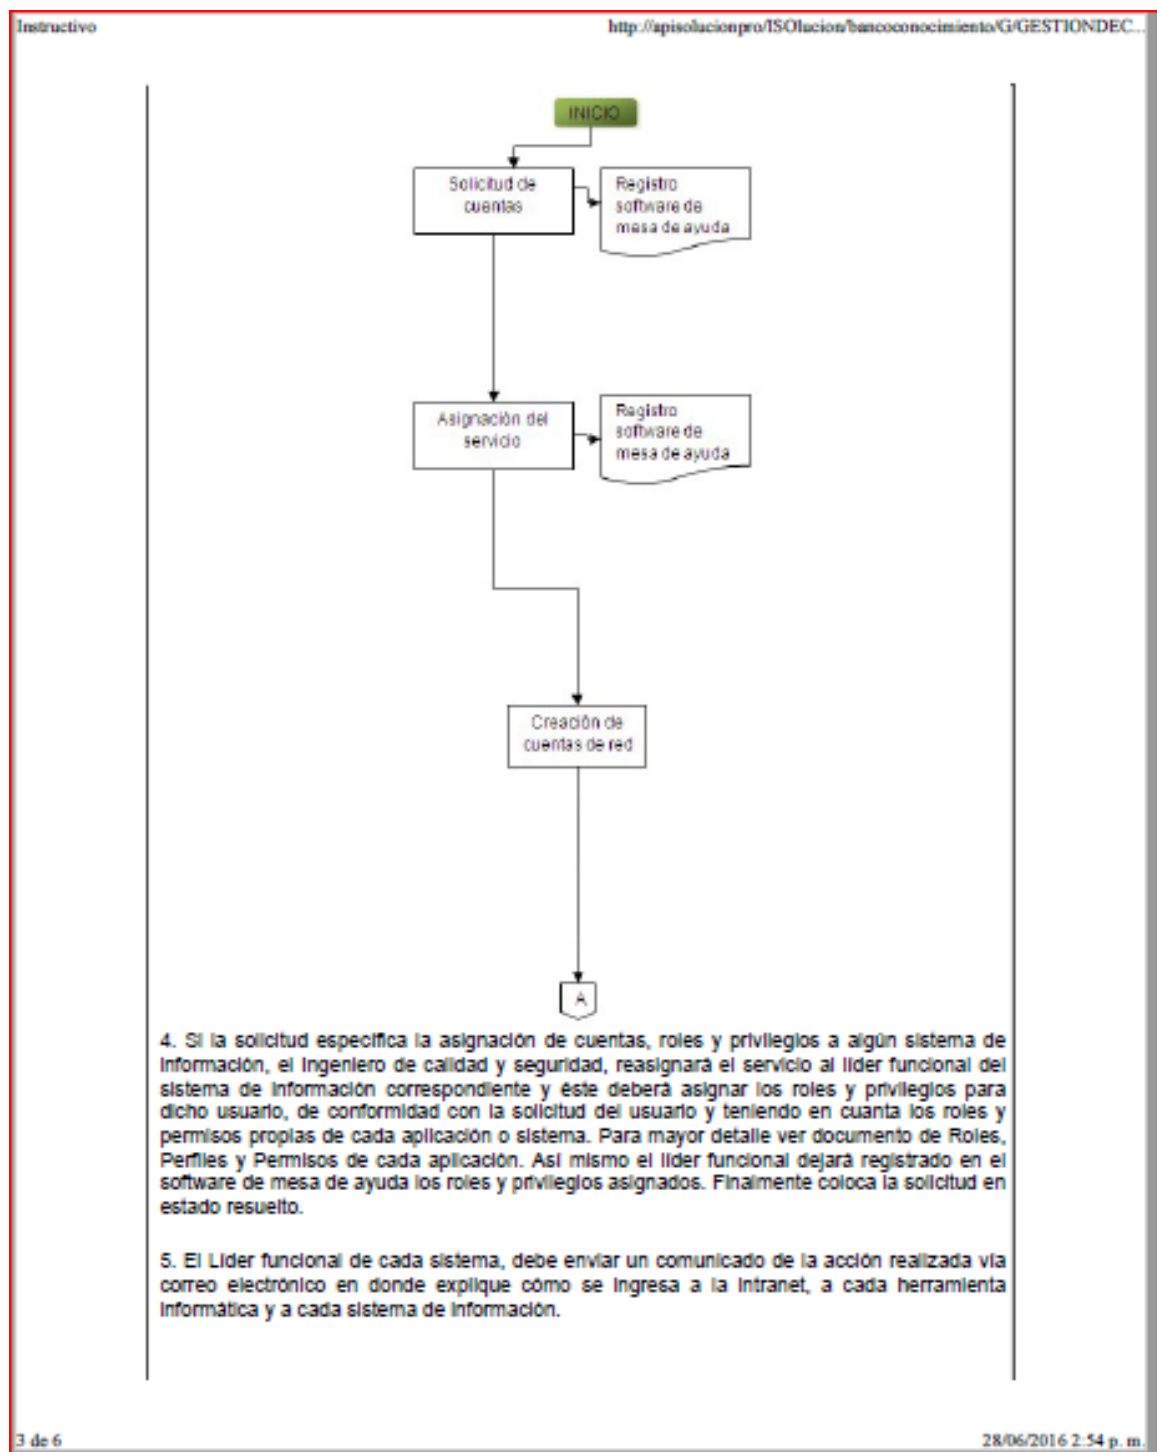 Instructivo
http://apisolucionpro/ISOlucion/bancoconocimiento/G/GESTIONDEC...
INICIO
Solicitud de
cuentas
Registro
software de
mesa de ayuda
Asignación del
servicio
Registro
software de
mesa de ayuda
Creación de
cuentas de red
A
4. Si la solicitud especifica la asignación de cuentas, roles y privilegios a algún sistema de
información, el ingeniero de calidad y seguridad, reasignará el servicio al líder funcional del
sistema de información correspondiente y éste deberá asignar los roles y privilegios para
dicho usuario, de conformidad con la solicitud del usuario y teniendo en cuanta los roles y
permisos propias de cada aplicación o sistema. Para mayor detalle ver documento de Roles,
Perfiles y Permisos de cada aplicación. Así mismo el líder funcional dejará registrado en el
software de mesa de ayuda los roles y privilegios asignados. Finalmente coloca la solicitud en
estado resuelto.
5. El Líder funcional de cada sistema, debe enviar un comunicado de la acción realizada vía
correo electrónico en donde explique cómo se ingresa a la intranet, a cada herramienta
informática y a cada sistema de información.
3 de 6
28/06/2016 2:54 p. m.